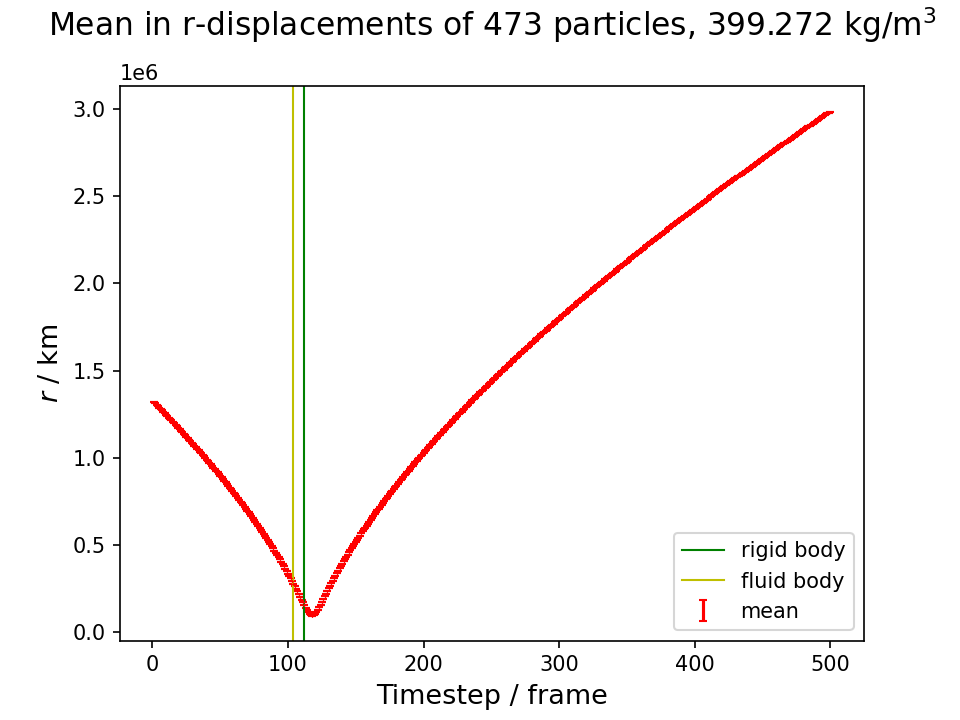 Mean in r-displacements of 473 particles, 399.272 kg/m³
1e6
3.0
2.5
2.0
1.5
1.0
0.5
0.0
r / km
rigid body
fluid body
mean
0 100 200 300 400 500
Timestep / frame